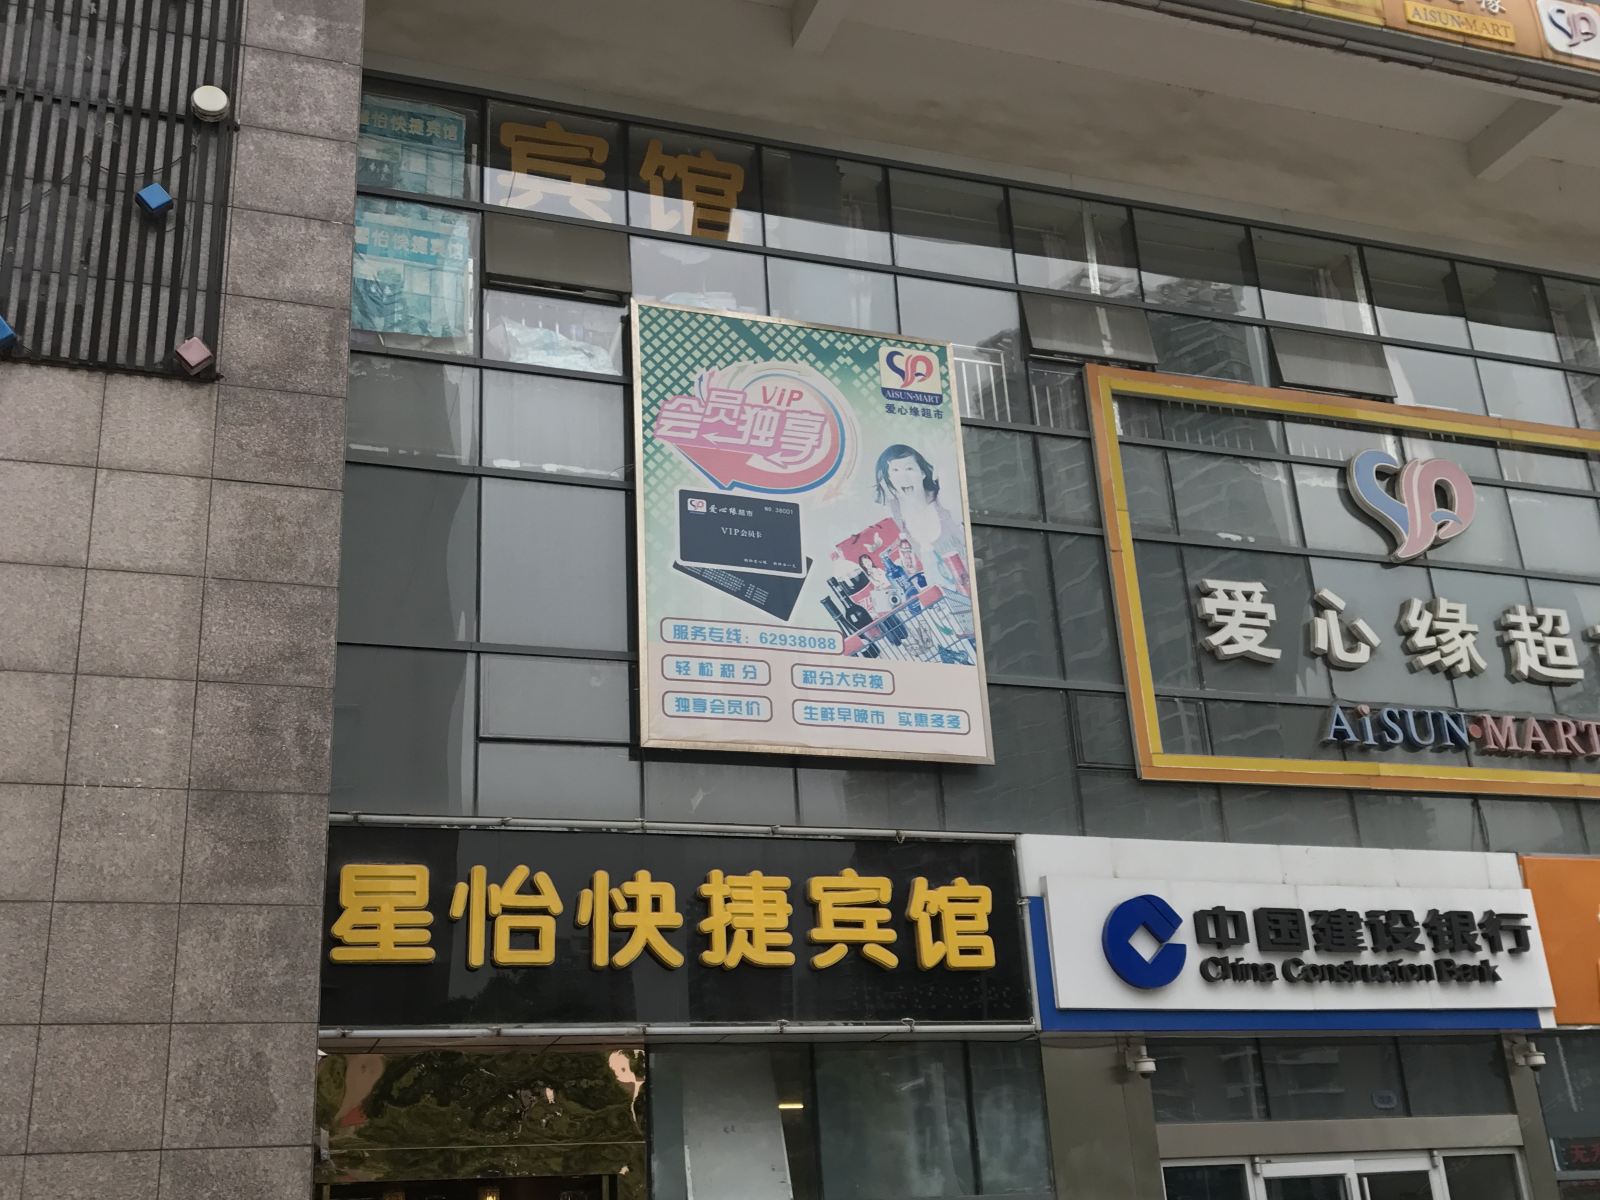 AiSUN·MART
星怡快捷宾馆
宾馆
星怡快捷宾馆
AiSUN·MART
爱心缘超市
ViP
会员独享
爱心缘超市 NO.38001
VIP会员卡
服务专线：62938088
轻松积分 积分大兑换
独享会员价 生鲜早晚市 实惠多多
爱心缘超
AiSUN·MART
星怡快捷宾馆
中国建设银行
China Construction Bank